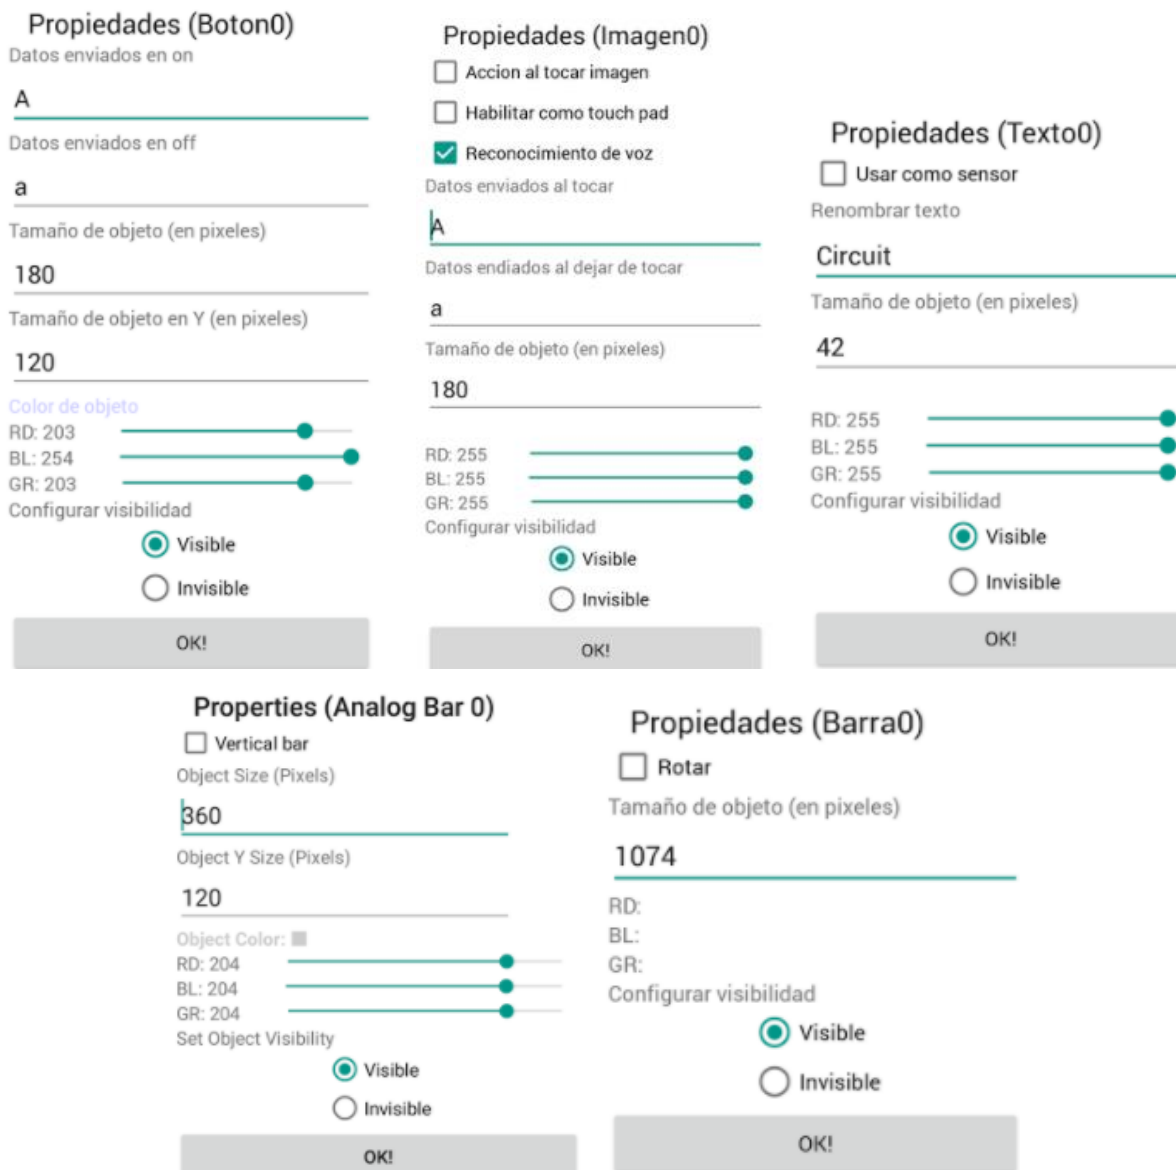 Propiedades (Boton0)
Datos enviados en on
A
Datos enviados en off
a
Tamaño de objeto (en pixeles)
180
Tamaño de objeto en Y (en pixeles)
120
Color de objeto
RD: 203
BL: 254
GR: 203
Configurar visibilidad
Visible
Invisible
OK!
Propiedades (Imagen0)
Accion al tocar imagen
Habilitar como touch pad
Reconocimiento de voz
Datos enviados al tocar
A
Datos endiados al dejar de tocar
a
Tamaño de objeto (en pixeles)
180
RD: 255
BL: 255
GR: 255
Configurar visibilidad
Visible
Invisible
OK!
Propiedades (Texto0)
Usar como sensor
Renombrar texto
Circuit
Tamaño de objeto (en pixeles)
42
RD: 255
BL: 255
GR: 255
Configurar visibilidad
Visible
Invisible
OK!
Properties (Analog Bar 0)
Vertical bar
Object Size (Pixels)
360
Object Y Size (Pixels)
120
Object Color:
RD: 204
BL: 204
GR: 204
Set Object Visibility
Visible
Invisible
OK!
Propiedades (Barra0)
Rotar
Tamaño de objeto (en pixeles)
1074
RD:
BL:
GR:
Configurar visibilidad
Visible
Invisible
OK!